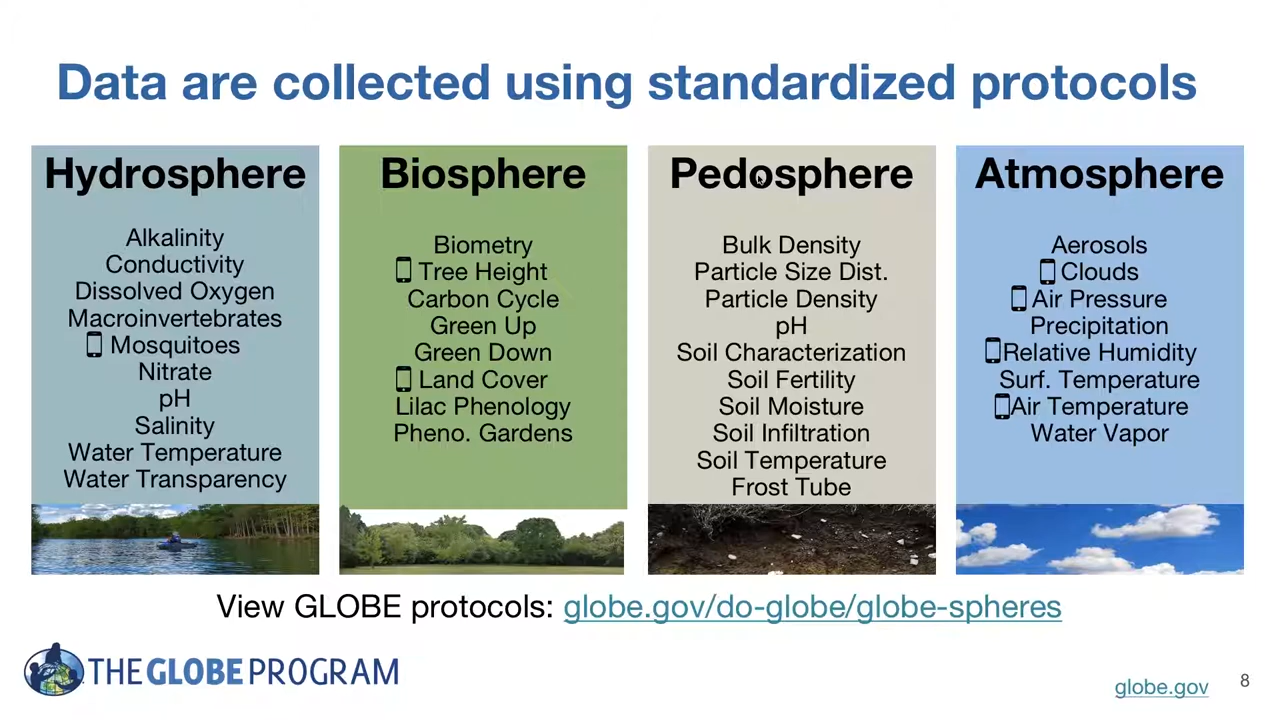 Data are collected using standardized protocols
Hydrosphere
Alkalinity
Conductivity
Dissolved Oxygen
Macroinvertebrates
Mosquitoes
Nitrate
pH
Salinity
Water Temperature
Water Transparency
Biosphere
Biometry
Tree Height
Carbon Cycle
Green Up
Green Down
Land Cover
Lilac Phenology
Pheno. Gardens
Pedosphere
Bulk Density
Particle Size Dist.
Particle Density
pH
Soil Characterization
Soil Fertility
Soil Moisture
Soil Infiltration
Soil Temperature
Frost Tube
Atmosphere
Aerosols
Clouds
Air Pressure
Precipitation
Relative Humidity
Surf. Temperature
Air Temperature
Water Vapor
View GLOBE protocols: globe.gov/do-globe/globe-spheres
THE GLOBE PROGRAM
globe.gov
8